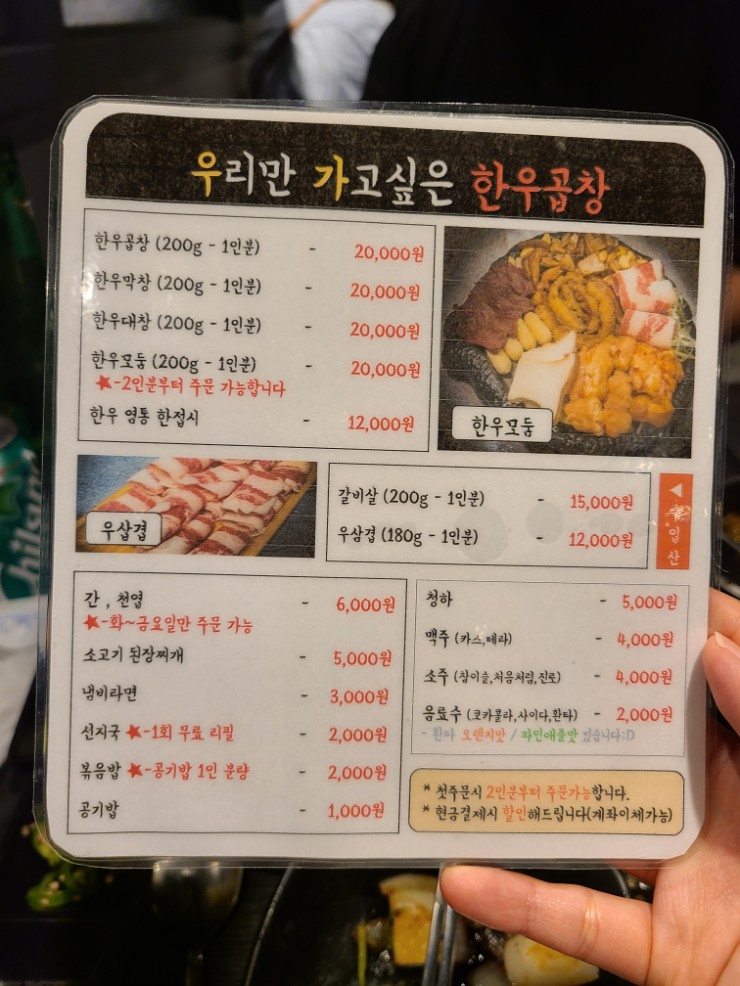 우리만 가고싶은 한우곱창
한우곱창 (200g - 1인분) - 20,000원
한우막창 (200g - 1인분) - 20,000원
한우대창 (200g - 1인분) - 20,000원
한우모둠 (200g - 1인분) - 20,000원
★-2인분부터 주문 가능합니다
한우 염통 한접시 - 12,000원
한우모둠
우삼겹
갈비살 (200g - 1인분) - 15,000원
우삼겹 (180g - 1인분) - 12,000원
◀수입산
간, 천엽 - 6,000원
★-화~금요일만 주문 가능
소고기 된장찌개 - 5,000원
냄비라면 - 3,000원
선지국 ★-1회 무료 리필 - 2,000원
볶음밥 ★-공기밥 1인 분량 - 2,000원
공기밥 - 1,000원
청하 - 5,000원
맥주 (카스,테라) - 4,000원
소주 (참이슬,처음처럼,진로) - 4,000원
음료수 (코카콜라,사이다,환타) - 2,000원
- 환타 오렌지맛 / 파인애플맛 있습니다:D
* 첫주문시 2인분부터 주문가능합니다.
* 현금결제시 할인해드립니다(계좌이체가능)